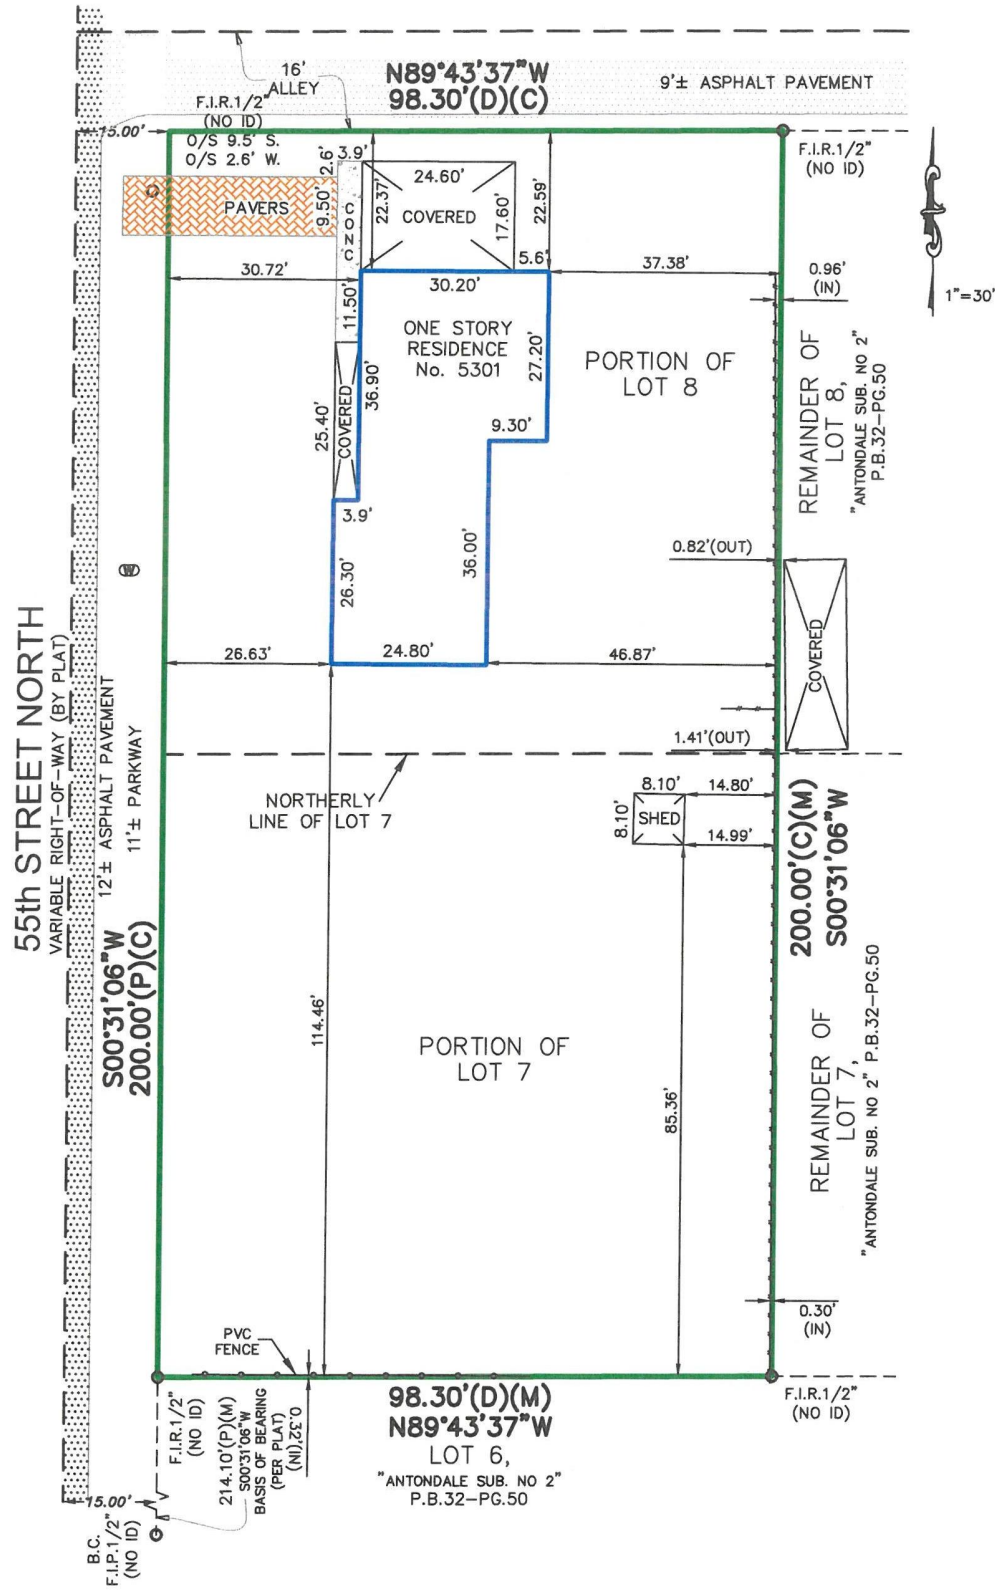 16'
ALLEY
N89°43'37"W
98.30'(D)(C)
9'± ASPHALT PAVEMENT
F.I.R.1/2"
(NO ID)
O/S 9.5' S.
O/S 2.6' W.
15.00'
F.I.R.1/2"
(NO ID)
2.6'
3.9'
22.37'
24.60'
COVERED
17.60'
22.59'
PAVERS
9.50'
CONC
30.72'
5.6'
30.20'
37.38'
0.96'
(IN)
1"=30'
11.50'
ONE STORY
RESIDENCE
No. 5301
36.90'
27.20'
PORTION OF
LOT 8
REMAINDER OF
LOT 8,
"ANTONDALE SUB. NO 2"
P.B.32-PG.50
25.40'
COVERED
9.30'
3.9'
26.30'
36.00'
0.82'(OUT)
W
COVERED
26.63'
24.80'
46.87'
1.41'(OUT)
55th STREET NORTH
VARIABLE RIGHT-OF-WAY (BY PLAT)
12'± ASPHALT PAVEMENT
11'± PARKWAY
NORTHERLY
LINE OF LOT 7
8.10'
14.80'
8.10'
SHED
14.99'
200.00'(C)(M)
S00°31'06"W
S00°31'06"W
200.00'(P)(C)
114.46'
PORTION OF
LOT 7
85.36'
REMAINDER OF
LOT 7,
"ANTONDALE SUB. NO 2" P.B.32-PG.50
0.30'
(IN)
PVC
FENCE
98.30'(D)(M)
N89°43'37"W
LOT 6,
"ANTONDALE SUB. NO 2"
P.B.32-PG.50
F.I.R.1/2"
(NO ID)
F.I.R.1/2"
(NO ID)
214.10'(P)(M)
S00°31'06"W
BASIS OF BEARING
(PER PLAT)
0.32'(IN)
15.00'
B.C.
F.I.P.1/2"
(NO ID)